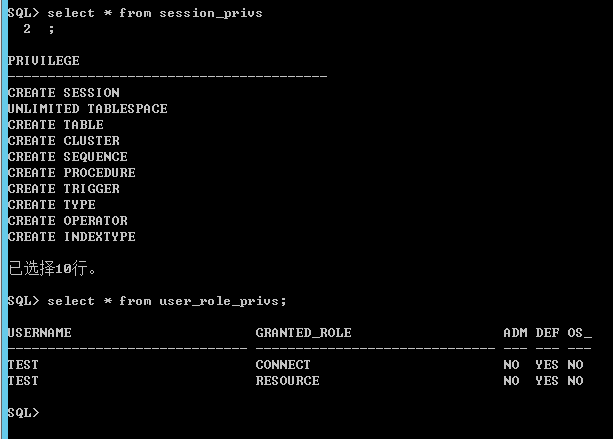 SQL> select * from session_privs
  2  ;
PRIVILEGE
----------------------------------------
CREATE SESSION
UNLIMITED TABLESPACE
CREATE TABLE
CREATE CLUSTER
CREATE SEQUENCE
CREATE PROCEDURE
CREATE TRIGGER
CREATE TYPE
CREATE OPERATOR
CREATE INDEXTYPE
已选择10行。
SQL> select * from user_role_privs;
USERNAME                       GRANTED_ROLE                   ADM DEF OS_
------------------------------ ------------------------------ --- --- ---
TEST                           CONNECT                        NO  YES NO
TEST                           RESOURCE                       NO  YES NO
SQL>